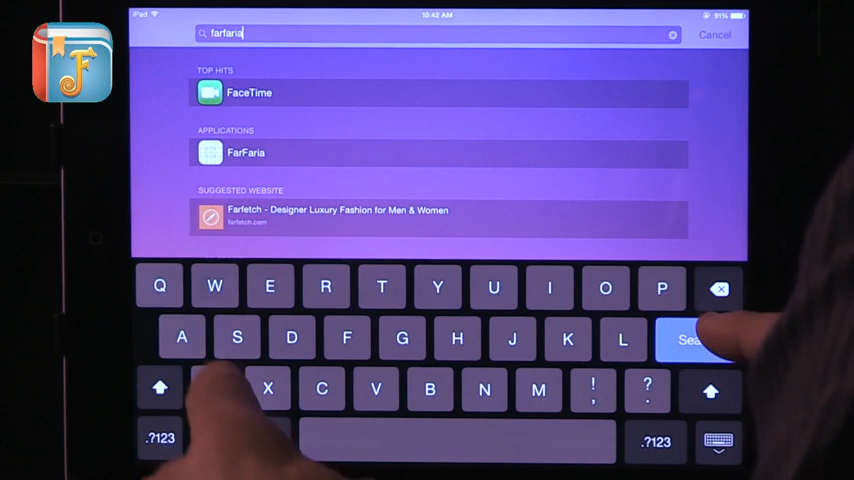 iPad 10:42 AM 91%
farfaria Cancel
TOP HITS
FaceTime
APPLICATIONS
FarFaria
SUGGESTED WEBSITE
Farfetch - Designer Luxury Fashion for Men & Women
farfetch.com
Q W E R T Y U I O P
A S D F G H J K L Sea
X C V B N M ! , ? .
.?123 .?123
F